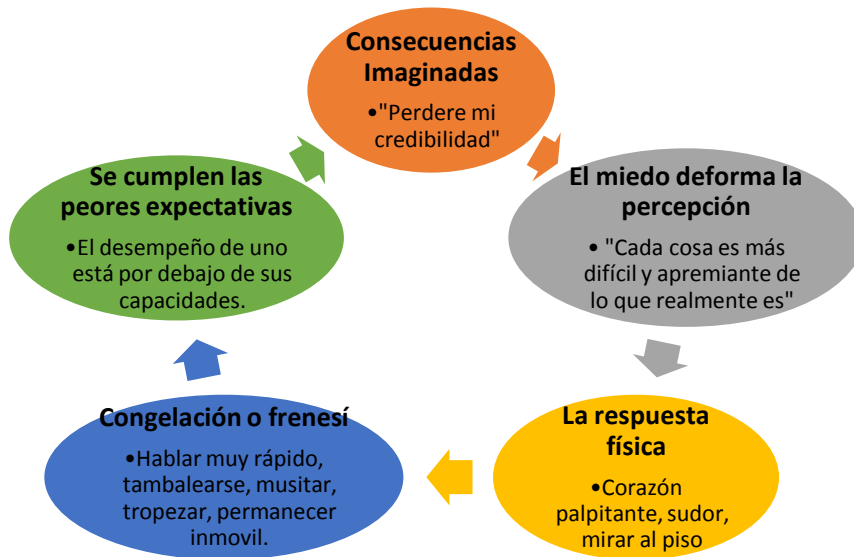 Consecuencias
Imaginadas
•"Perdere mi
credibilidad"
El miedo deforma la
percepción
• "Cada cosa es más
difícil y apremiante de
lo que realmente es"
La respuesta
física
•Corazón
palpitante, sudor,
mirar al piso
Congelación o frenesí
•Hablar muy rápido,
tambalearse, musitar,
tropezar, permanecer
inmovil.
Se cumplen las
peores expectativas
•El desempeño de uno
está por debajo de sus
capacidades.